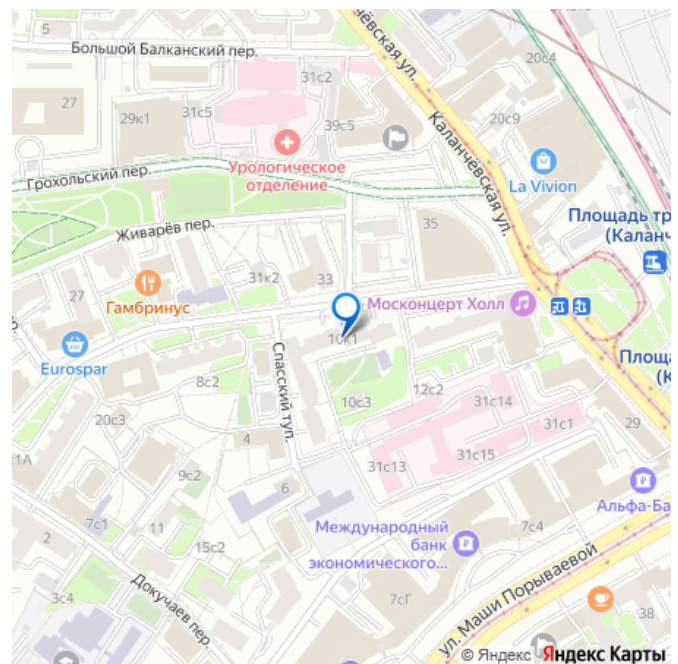 5
Большой Балканский пер.
31с2
27
29к1
31с5
39с5
20с4
20с9
Каланчёвская ул.
Урологическое
отделение
La Vivion
Грохольский пер.
Живарёв пер.
35
Площадь тр
(Каланч
31к2
33
27
Гамбринус
Москонцерт Холл
Eurospar
10к1
Спасский туп.
8с2
10с3
12с2
Площа
(К
20с3
4
31с14
29
1А
31с1
9с2
31с13
31с15
6
Альфа-Ба
7с1
11
Международный
банк
экономического...
7с4
2
15с2
Докучаев пер.
3с4
7сГ
ул. Маши Порываевой
38
© Яндекс Яндекс Карты